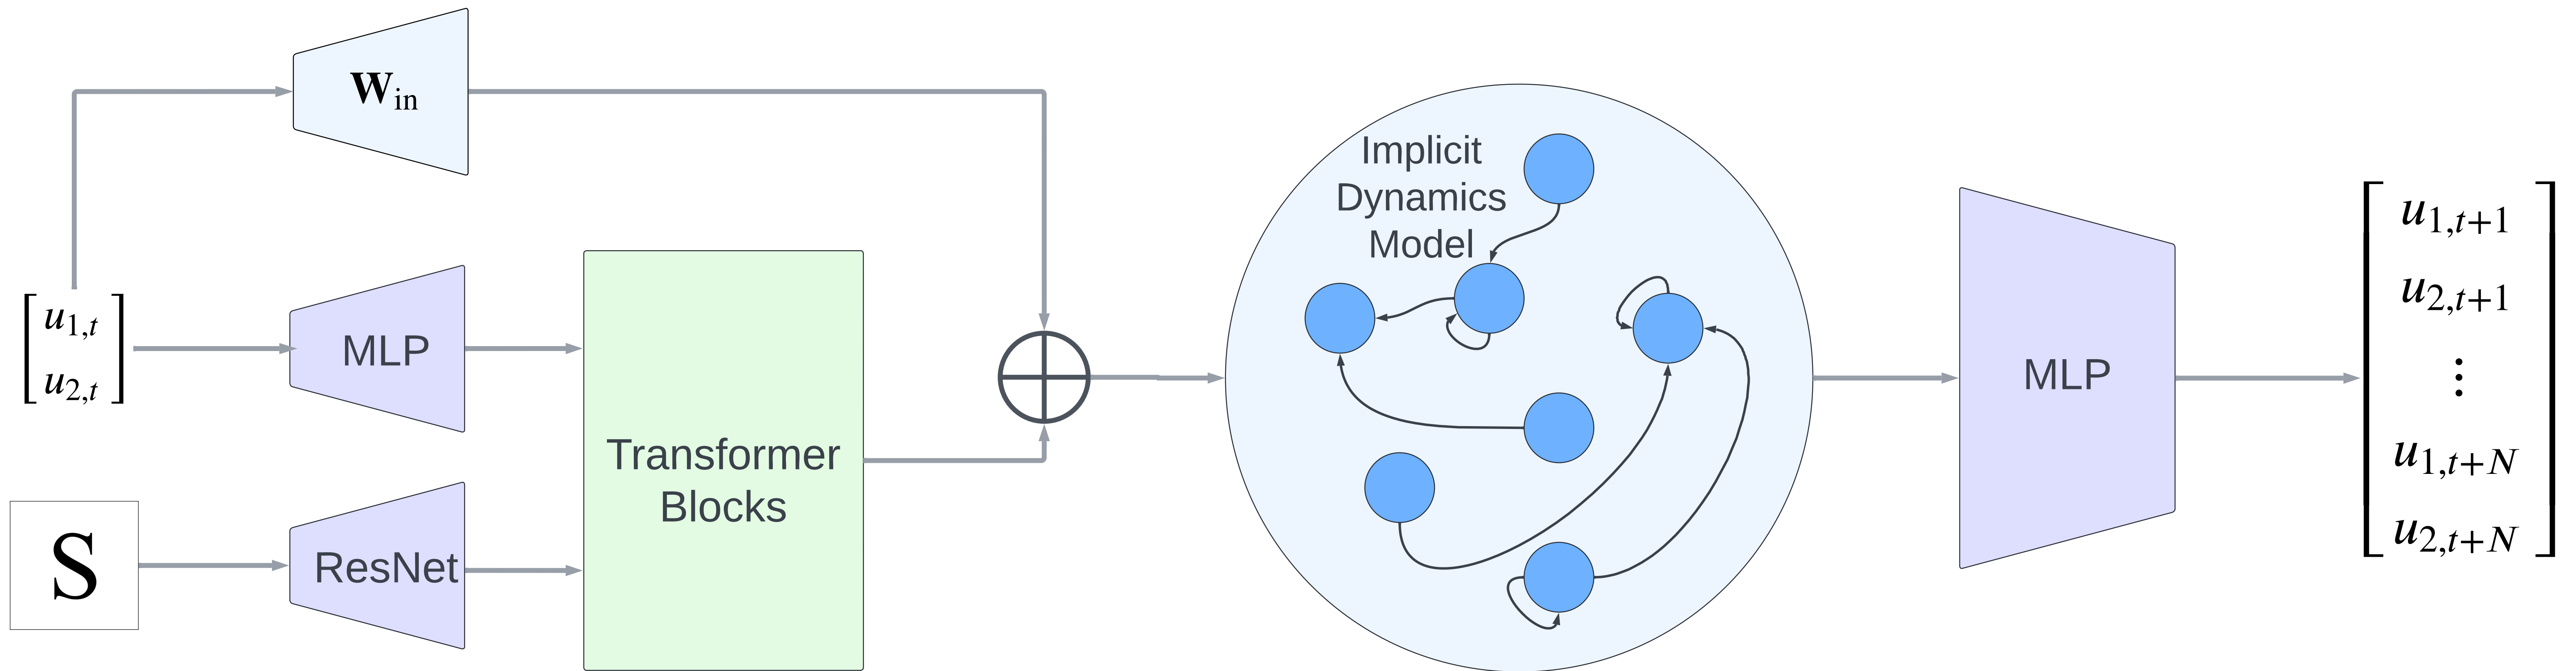 W_in
u_{1,t}
u_{2,t}
MLP
S
ResNet
Transformer
Blocks
Implicit
Dynamics
Model
MLP
u_{1,t+1}
u_{2,t+1}
⋮
u_{1,t+N}
u_{2,t+N}